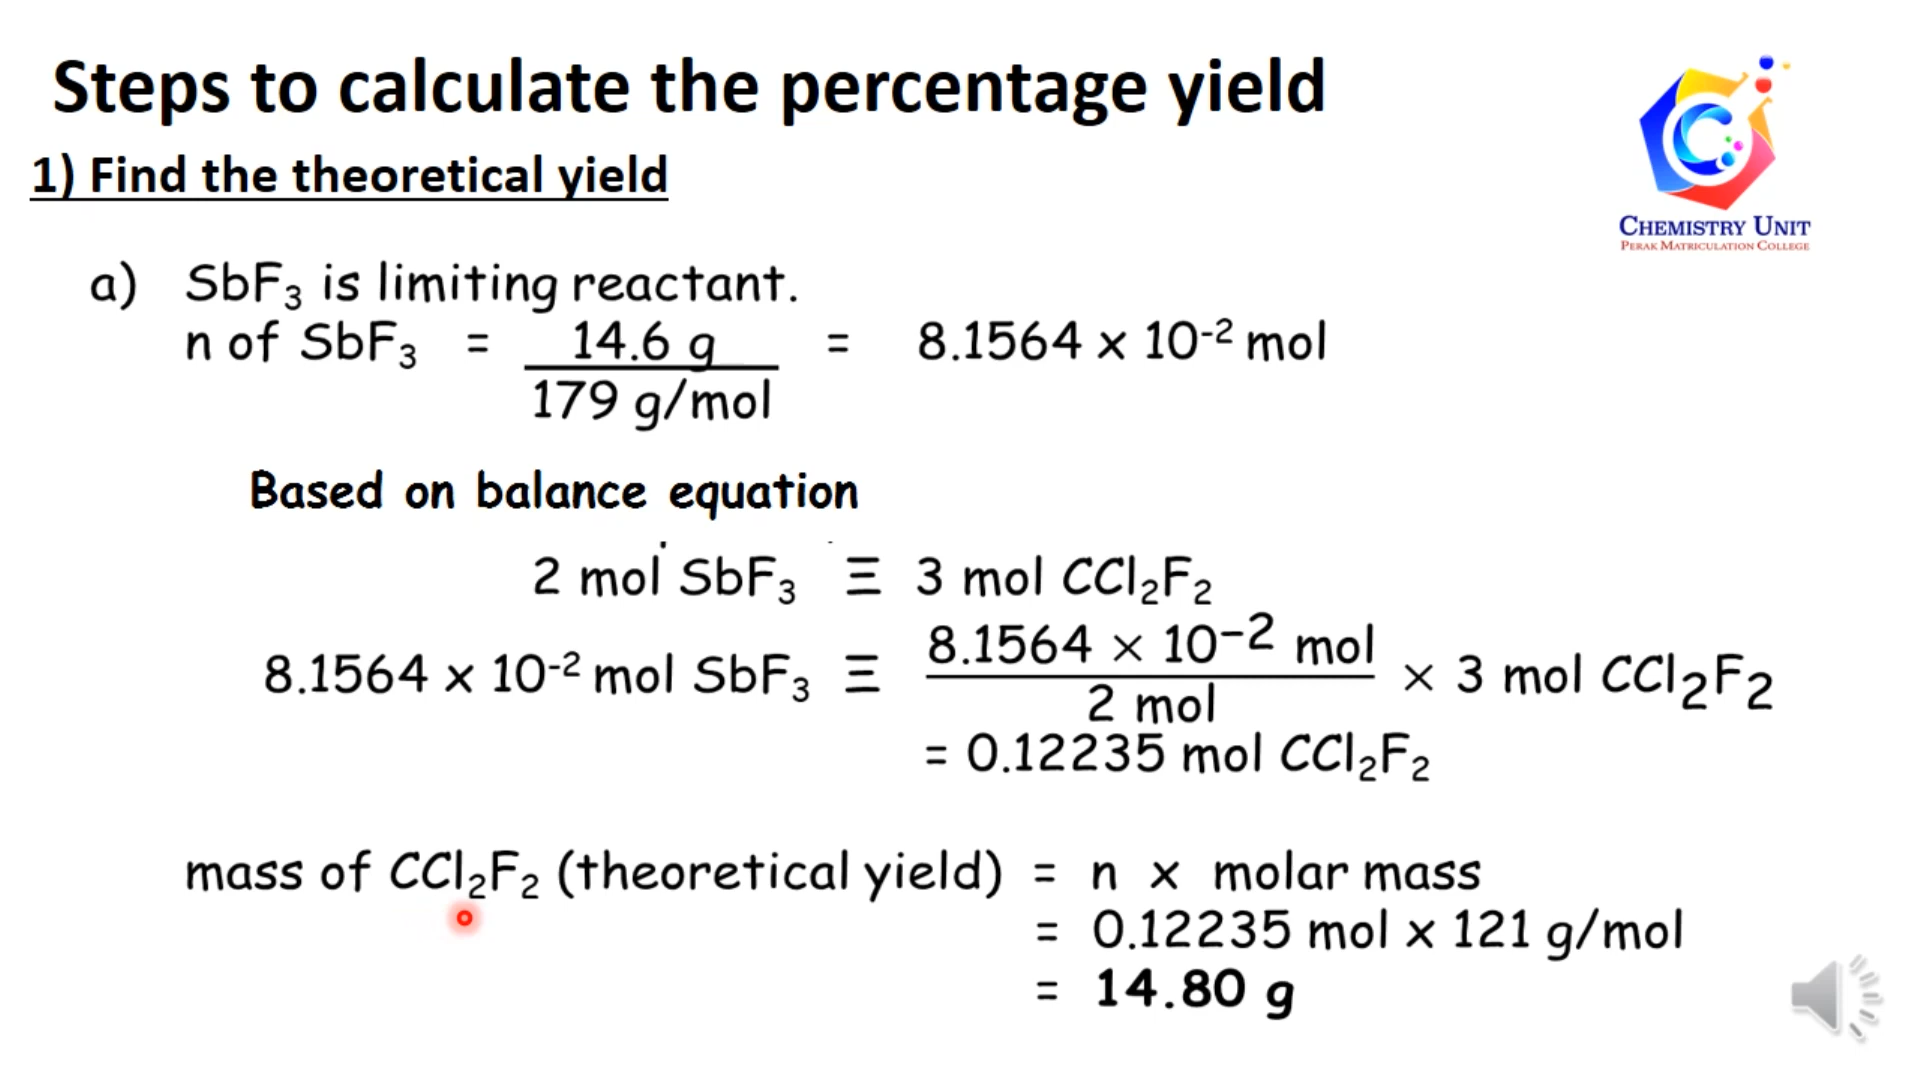 Steps to calculate the percentage yield
1) Find the theoretical yield
CHEMISTRY UNIT
PERAK MATRICULATION COLLEGE
a) SbF₃ is limiting reactant.
n of SbF₃ = 14.6 g / 179 g/mol = 8.1564 x 10⁻² mol
Based on balance equation
2 mol SbF₃ Ξ 3 mol CCl₂F₂
8.1564 x 10⁻² mol SbF₃ Ξ 8.1564 × 10⁻² mol / 2 mol × 3 mol CCl₂F₂
= 0.12235 mol CCl₂F₂
mass of CCl₂F₂ (theoretical yield) = n x molar mass
= 0.12235 mol x 121 g/mol
= 14.80 g